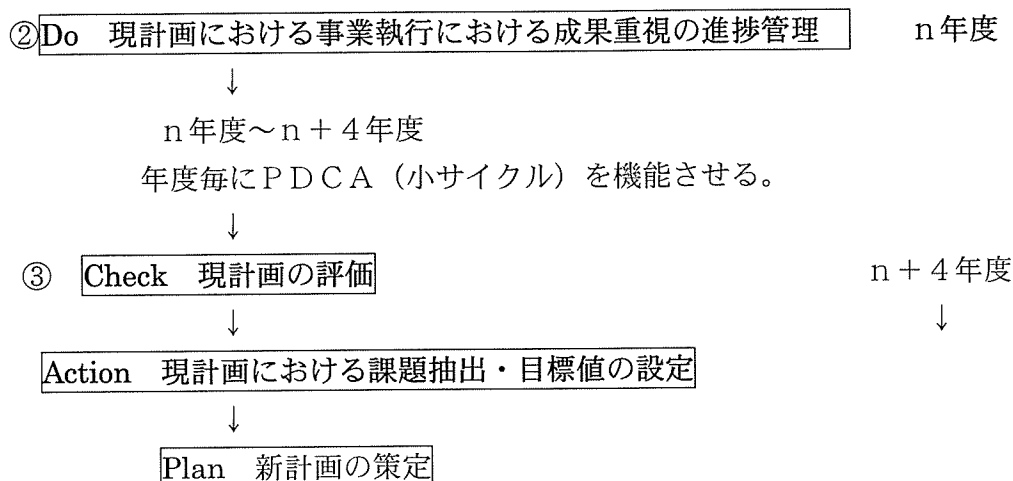 ②Do　現計画における事業執行における成果重視の進捗管理　ｎ年度
↓
ｎ年度～ｎ＋４年度
年度毎にＰＤＣＡ（小サイクル）を機能させる。
↓
③　Check　現計画の評価　ｎ＋４年度
↓　↓
Action　現計画における課題抽出・目標値の設定
↓
Plan　新計画の策定